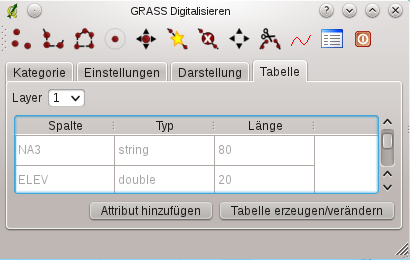 GRASS Digitalisieren
Kategorie Einstellungen Darstellung Tabelle
Layer 1
Spalte Typ Länge
NA3 string 80
ELEV double 20
Attribut hinzufügen Tabelle erzeugen/verändern